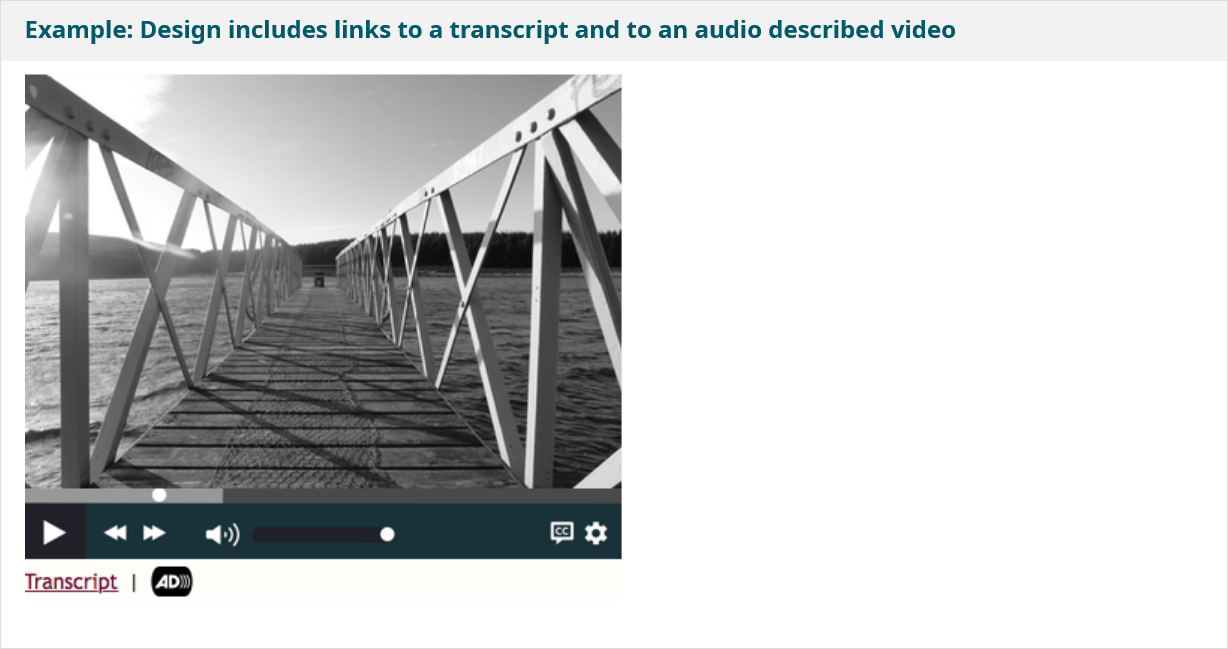 Example: Design includes links to a transcript and to an audio described video
CC
Transcript | AD